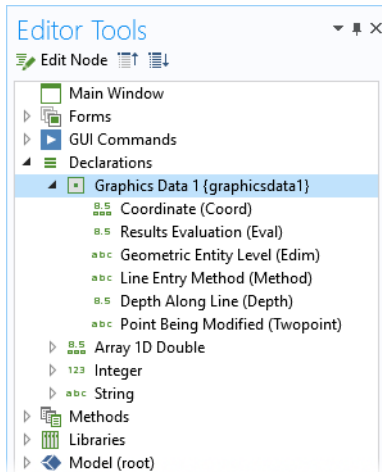 Editor Tools
Edit Node
Main Window
Forms
GUI Commands
Declarations
Graphics Data 1 {graphicsdata1}
8.5 Coordinate (Coord)
8.5 Results Evaluation (Eval)
abc Geometric Entity Level (Edim)
abc Line Entry Method (Method)
8.5 Depth Along Line (Depth)
abc Point Being Modified (Twopoint)
8.5 Array 1D Double
123 Integer
abc String
Methods
Libraries
Model (root)